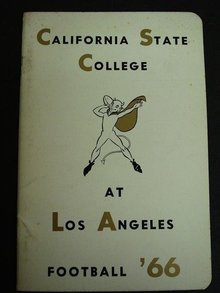 CALIFORNIA STATE
COLLEGE
AT
LOS ANGELES
FOOTBALL '66